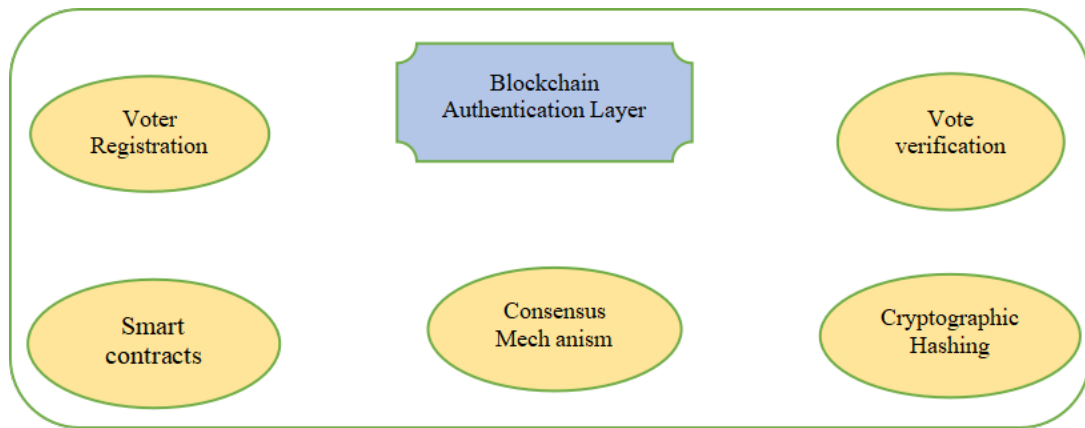 Blockchain
Authentication Layer
Voter
Registration
Vote
verification
Smart
contracts
Consensus
Mech anism
Cryptographic
Hashing